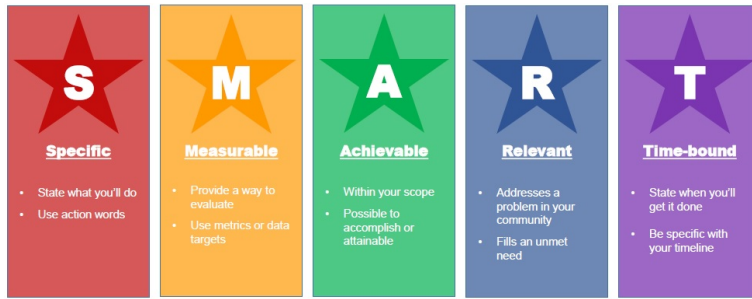 S
Specific
• State what you'll do
• Use action words
M
Measurable
• Provide a way to
evaluate
• Use metrics or data
targets
A
Achievable
• Within your scope
• Possible to
accomplish or
attainable
R
Relevant
• Addresses a
problem in your
community
• Fills an unmet
need
T
Time-bound
• State when you'll
get it done
• Be specific with
your timeline